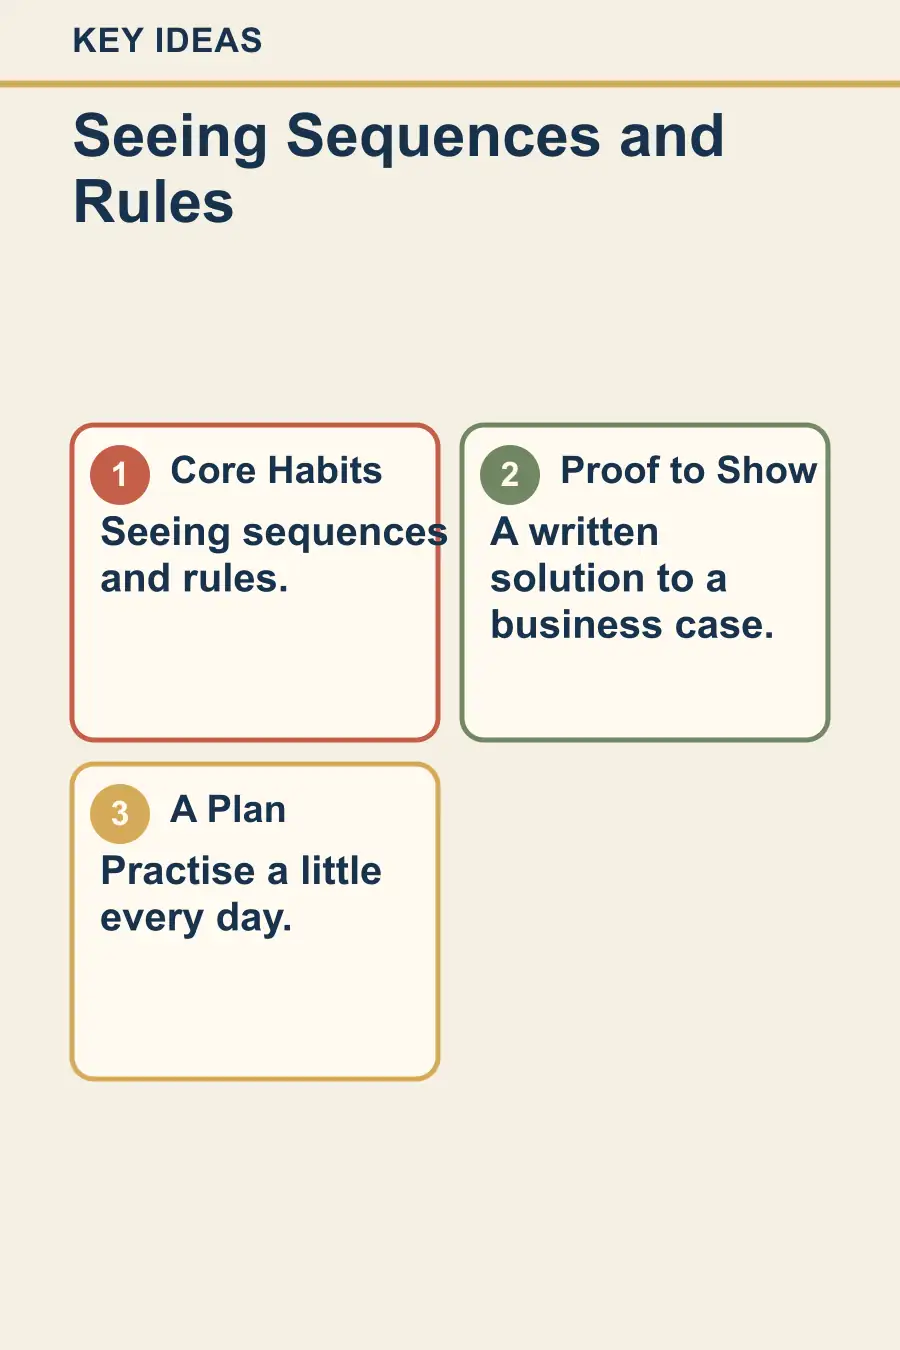 KEY IDEAS
Seeing Sequences and
Rules
1
Core Habits
Seeing sequences
and rules.
2
Proof to Show
A written
solution to a
business case.
3
A Plan
Practise a little
every day.